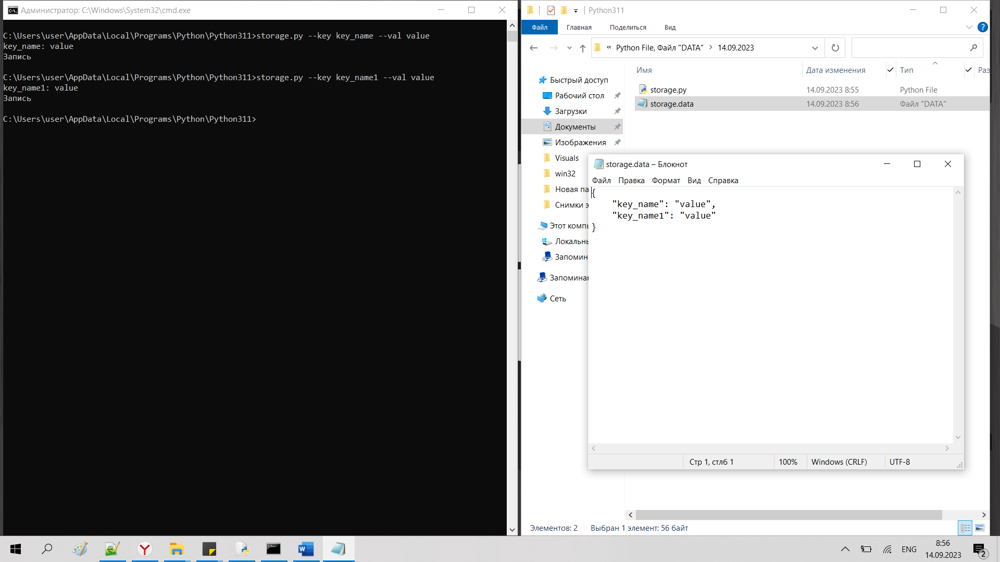 Администратор: C:\Windows\System32\cmd.exe
C:\Users\user\AppData\Local\Programs\Python\Python311>storage.py --key key_name --val value
key_name: value
Запись
C:\Users\user\AppData\Local\Programs\Python\Python311>storage.py --key key_name1 --val value
key_name1: value
Запись
C:\Users\user\AppData\Local\Programs\Python\Python311>
Python311
Файл Главная Поделиться Вид
« Python File, Файл "DATA" > 14.09.2023
Имя Дата изменения Тип Раз
storage.py 14.09.2023 8:55 Python File
storage.data 14.09.2023 8:56 Файл "DATA"
Быстрый доступ
Рабочий стол
Загрузки
Документы
Изображения
Visuals
win32
Новая па
Снимки э
Этот компь
Локальны
Запомин
Запоминан
Сеть
storage.data – Блокнот
Файл Правка Формат Вид Справка
{
"key_name": "value",
"key_name1": "value"
}
Стр 1, стлб 1 100% Windows (CRLF) UTF-8
Элементов: 2 Выбран 1 элемент: 56 байт
ENG
8:56
14.09.2023
2